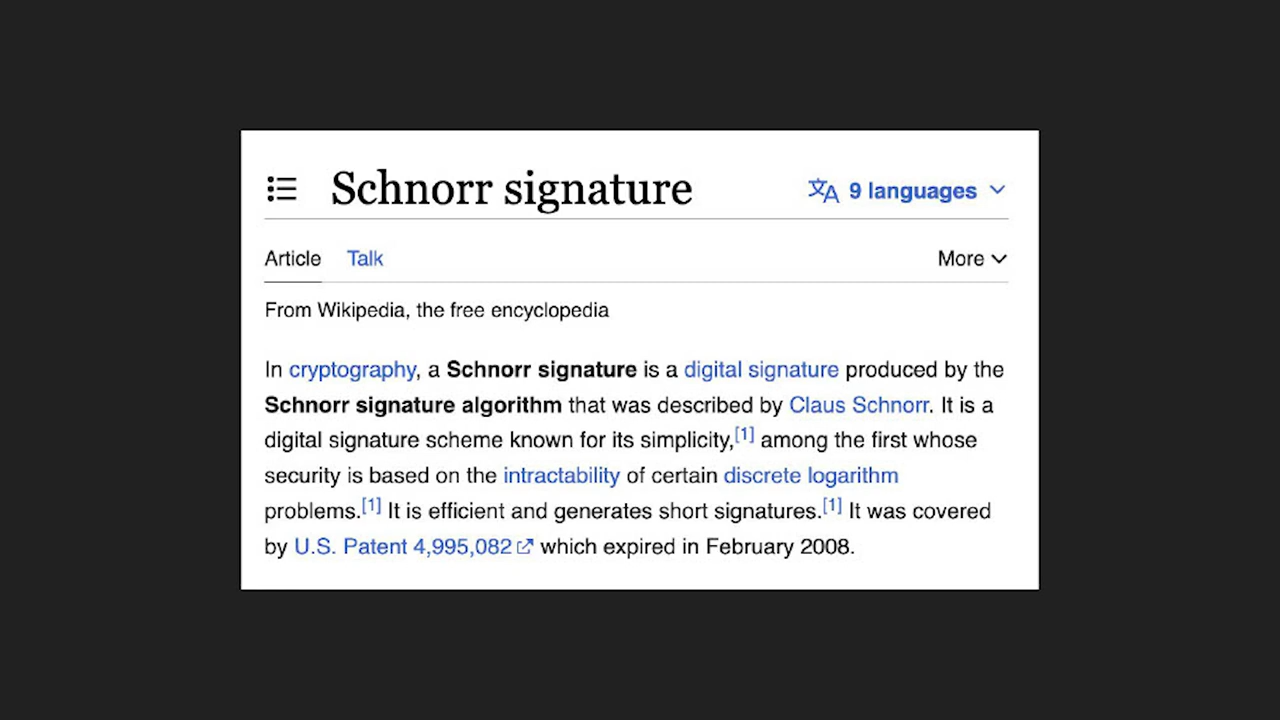 Schnorr signature
9 languages
Article Talk More
From Wikipedia, the free encyclopedia
In cryptography, a Schnorr signature is a digital signature produced by the
Schnorr signature algorithm that was described by Claus Schnorr. It is a
digital signature scheme known for its simplicity,[1] among the first whose
security is based on the intractability of certain discrete logarithm
problems.[1] It is efficient and generates short signatures.[1] It was covered
by U.S. Patent 4,995,082 which expired in February 2008.